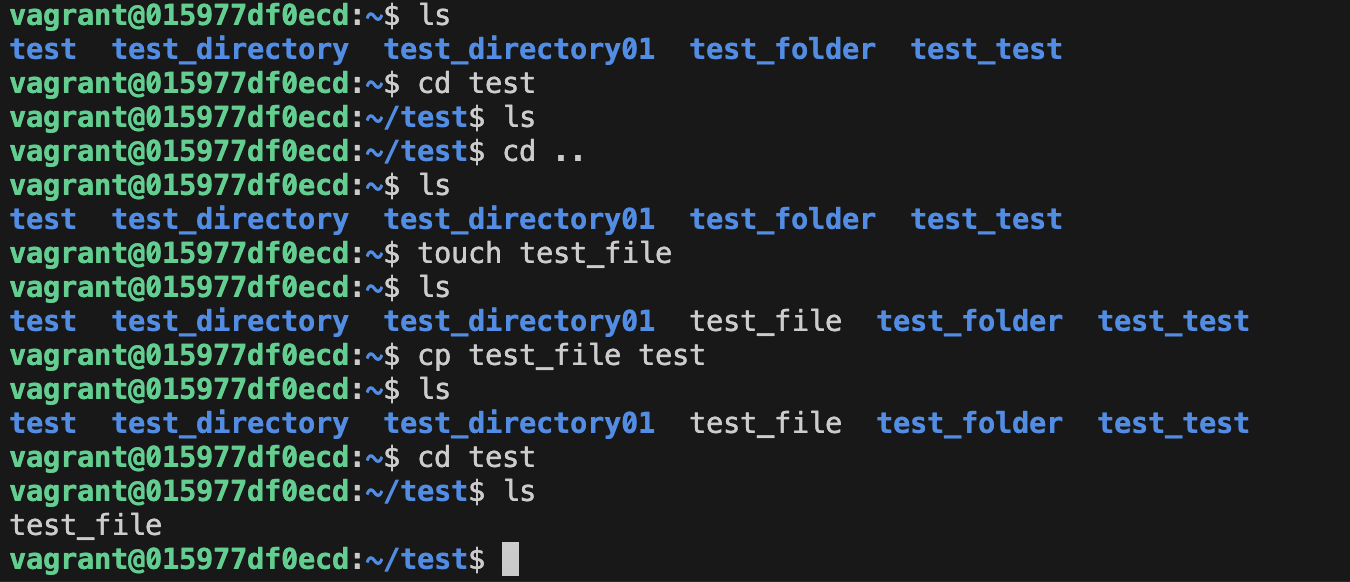 vagrant@015977df0ecd:~$ ls
test  test_directory  test_directory01  test_folder  test_test
vagrant@015977df0ecd:~$ cd test
vagrant@015977df0ecd:~/test$ ls
vagrant@015977df0ecd:~/test$ cd ..
vagrant@015977df0ecd:~$ ls
test  test_directory  test_directory01  test_folder  test_test
vagrant@015977df0ecd:~$ touch test_file
vagrant@015977df0ecd:~$ ls
test  test_directory  test_directory01  test_file  test_folder  test_test
vagrant@015977df0ecd:~$ cp test_file test
vagrant@015977df0ecd:~$ ls
test  test_directory  test_directory01  test_file  test_folder  test_test
vagrant@015977df0ecd:~$ cd test
vagrant@015977df0ecd:~/test$ ls
test_file
vagrant@015977df0ecd:~/test$